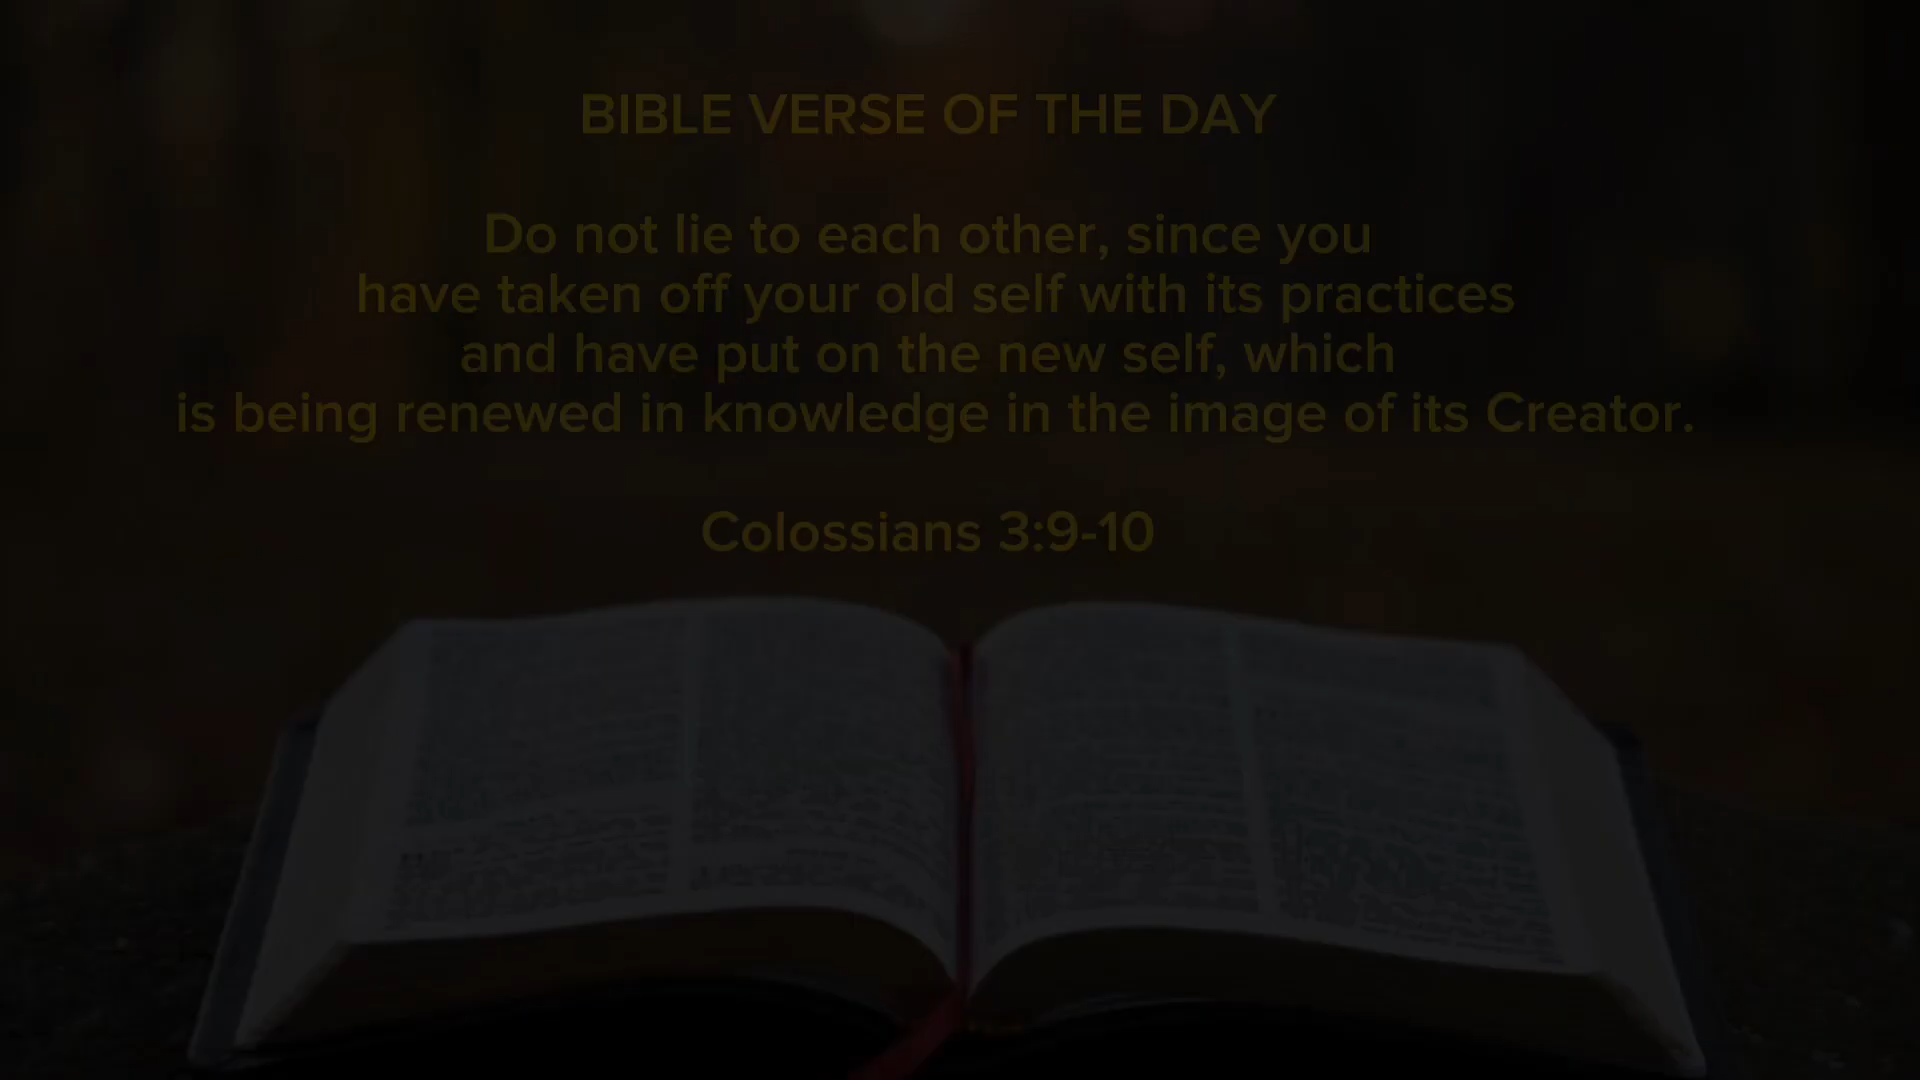 BIBLE VERSE OF THE DAY
Do not lie to each other, since you
have taken off your old self with its practices
and have put on the new self, which
is being renewed in knowledge in the image of its Creator.
Colossians 3:9-10